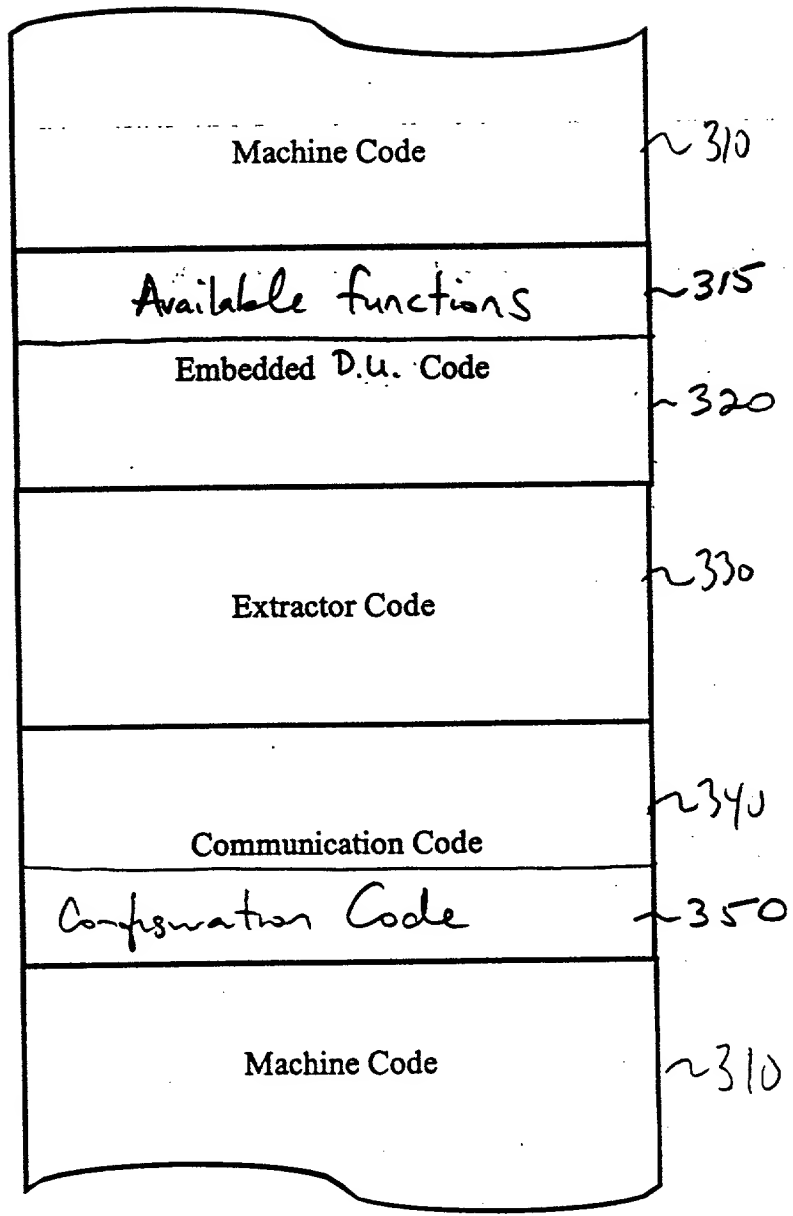 Machine Code ~310
Available functions ~315
Embedded D.U. Code ~320
Extractor Code ~330
Communication Code ~340
Configuration Code ~350
Machine Code ~310